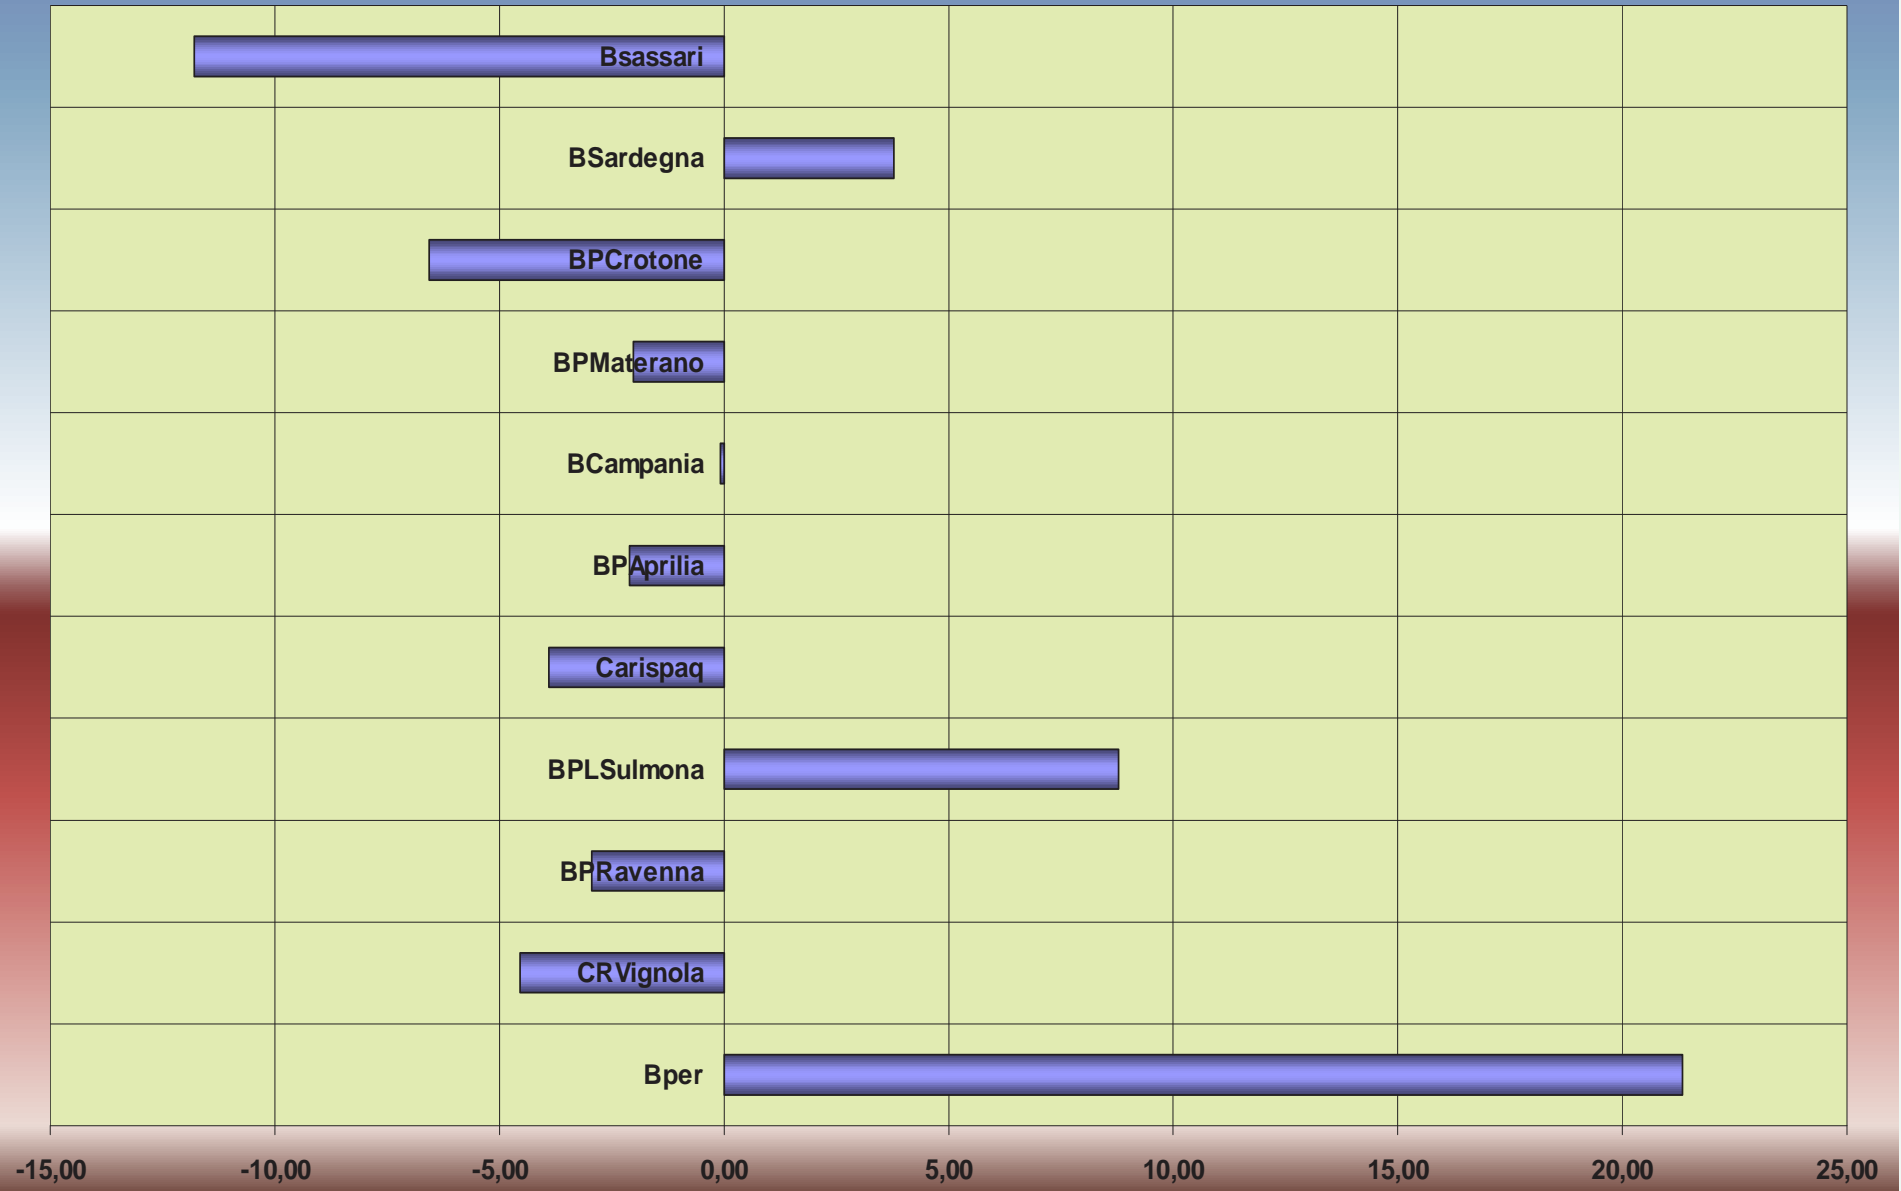 Bsassari
BSardegna
BPCrotone
BPMaterano
BCampania
BPAprilia
Carispaq
BPLSulmona
BPRavenna
CRVignola
Bper
-15,00 -10,00 -5,00 0,00 5,00 10,00 15,00 20,00 25,00